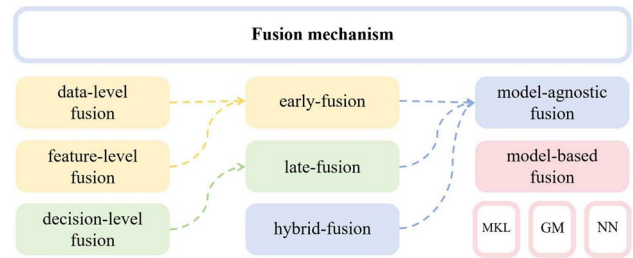 Fusion mechanism
data-level
fusion
early-fusion
model-agnostic
fusion
feature-level
fusion
late-fusion
model-based
fusion
decision-level
fusion
hybrid-fusion
MKL
GM
NN